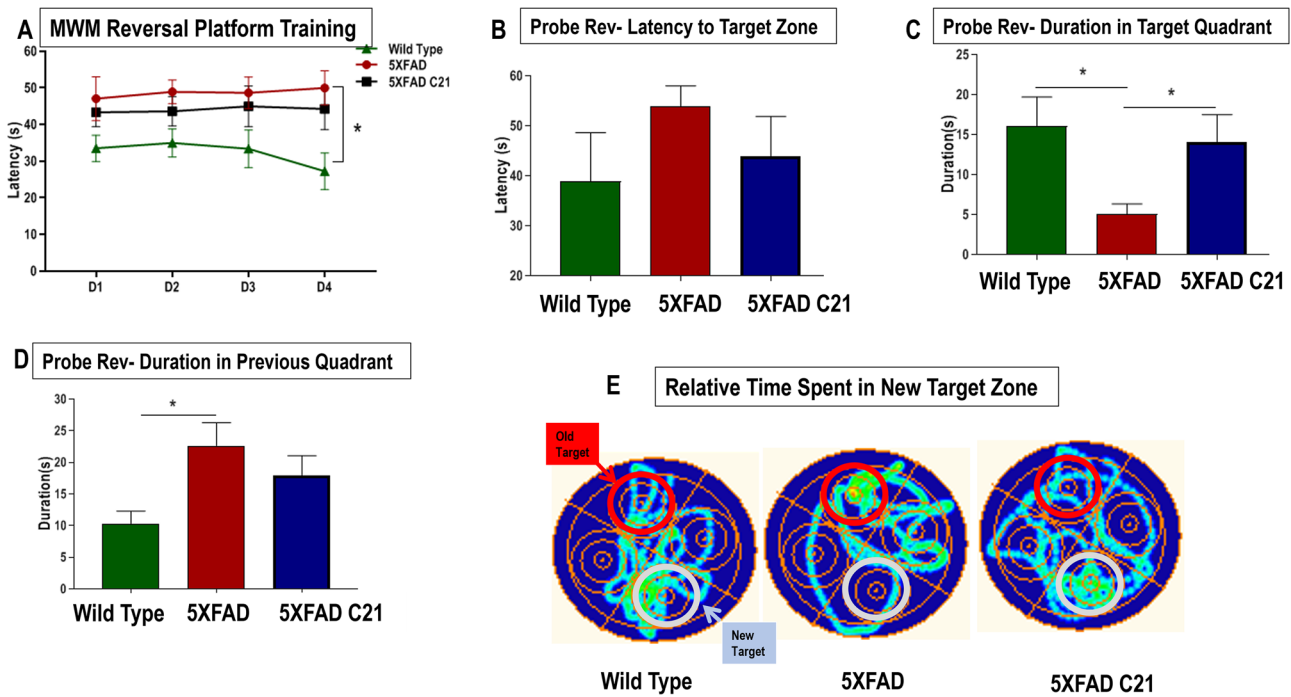 A
MWM Reversal Platform Training
Wild Type
5XFAD
5XFAD C21
Latency (s)
60
50
40
30
20
10
0
D1
D2
D3
D4
*
B
Probe Rev- Latency to Target Zone
Latency (s)
60
50
40
30
20
Wild Type
5XFAD
5XFAD C21
C
Probe Rev- Duration in Target Quadrant
Duration(s)
25
20
15
10
5
0
*
*
Wild Type
5XFAD
5XFAD C21
D
Probe Rev- Duration in Previous Quadrant
Duration(s)
30
25
20
15
10
5
0
*
Wild Type
5XFAD
5XFAD C21
E
Relative Time Spent in New Target Zone
Old
Target
New
Target
Wild Type
5XFAD
5XFAD C21